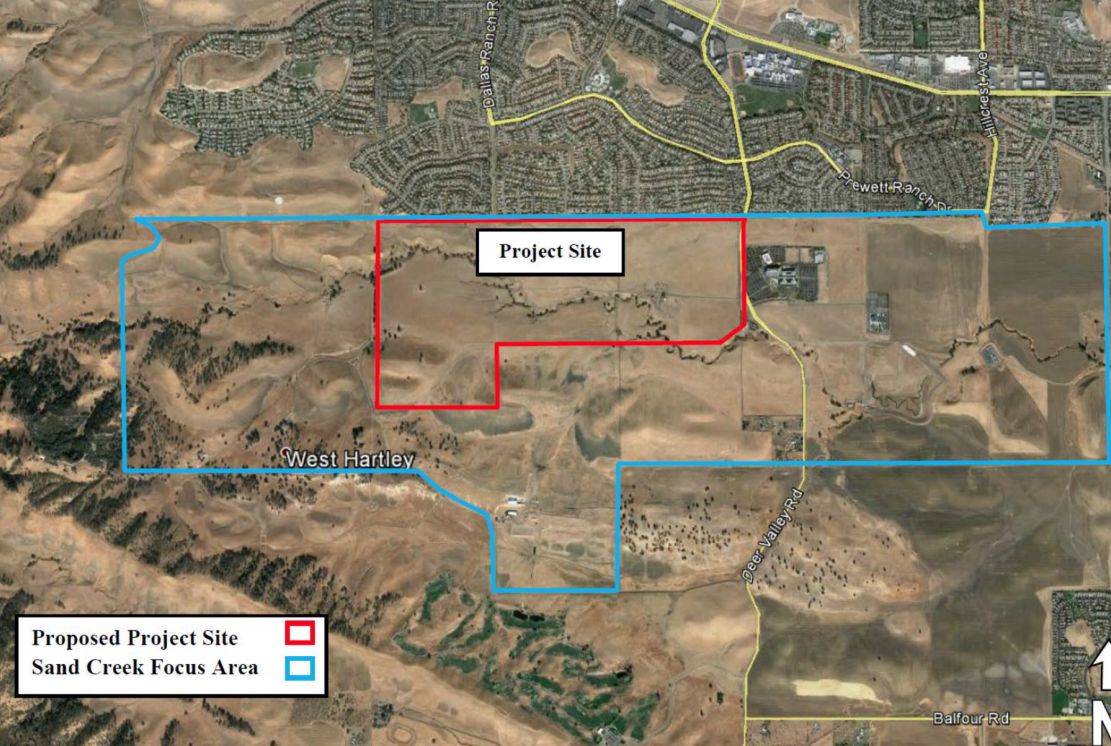 Dallas Ranch R
Hillcrest Ave
Prewett Ranch
Project Site
West Hartley
Deer Valley Rd
Proposed Project Site
Sand Creek Focus Area
Balfour Rd
N